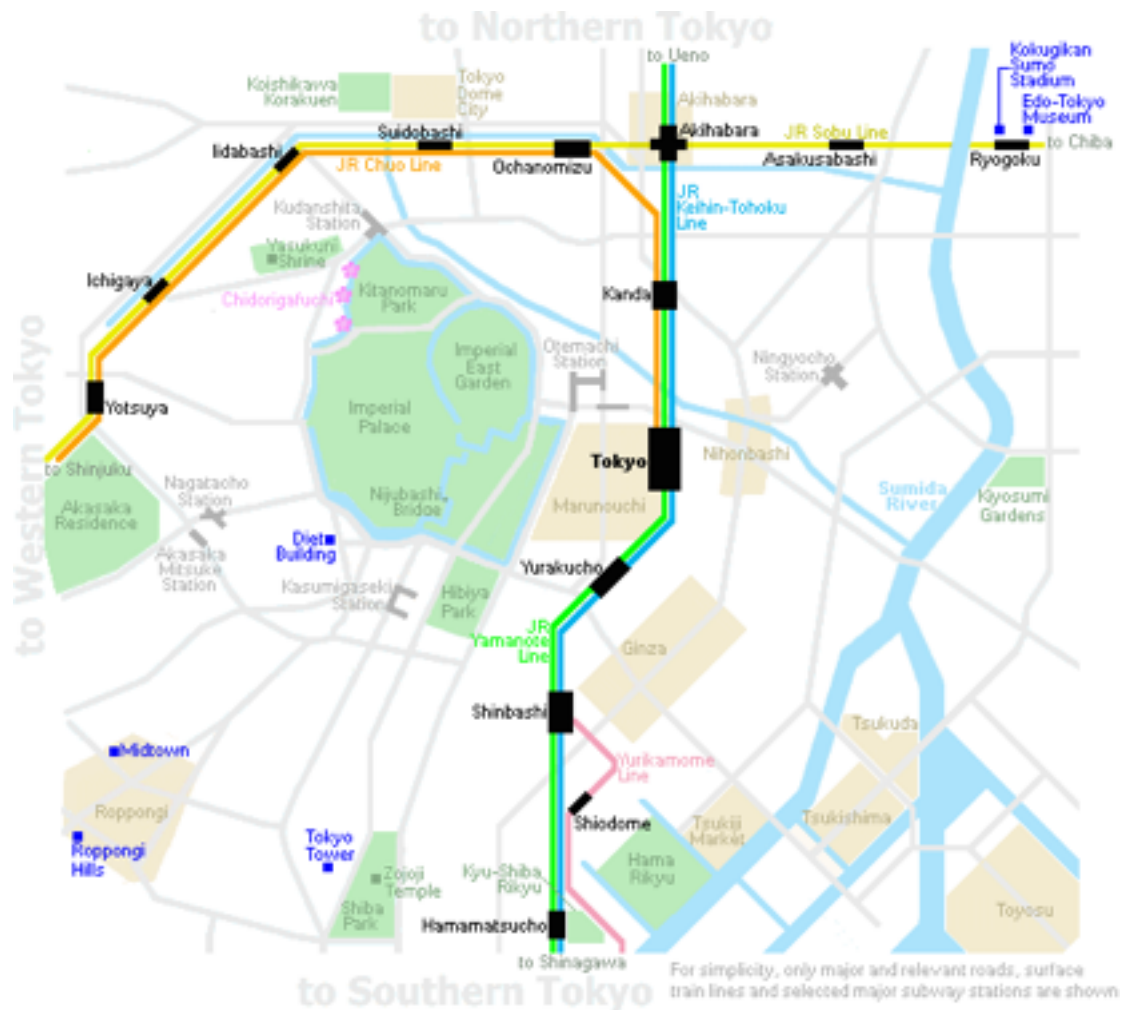 to Northern Tokyo
to Ueno
Kokugikan
Sumo
Stadium
Edo-Tokyo
Museum
Koishikawa
Korakuen
Tokyo
Dome
City
Akihabara
Suidobashi
Akihabara
JR Sobu Line
to Chiba
Iidabashi
JR Chuo Line
Ochanomizu
Asakusabashi
Ryogoku
JR
Keihin-Tohoku
Line
Kudanshita
Station
Yasukuni
Shrine
Ichigaya
Chidorigafuchi
Kitanomaru
Park
Kanda
Imperial
East
Garden
Otemachi
Station
Ningyocho
Station
to Western Tokyo
Yotsuya
Imperial
Palace
Tokyo
Nihonbashi
to Shinjuku
Nagatacho
Station
Nijubashi
Bridge
Marunouchi
Sumida
River
Kiyosumi
Gardens
Akasaka
Residence
Diet
Building
Akasaka
Mitsuke
Station
Kasumigaseki
Station
Yurakucho
Hibiya
Park
JR
Yamanote
Line
Ginza
Shinbashi
Tsukuda
Midtown
Yurikamome
Line
Roppongi
Shiodome
Tsukiji
Market
Tsukishima
Roppongi
Hills
Tokyo
Tower
Zojoji
Temple
Kyu-Shiba
Rikyu
Hama
Rikyu
Shiba
Park
Hamamatsucho
Toyosu
to Shinagawa
to Southern Tokyo
For simplicity, only major and relevant roads, surface
train lines and selected major subway stations are shown